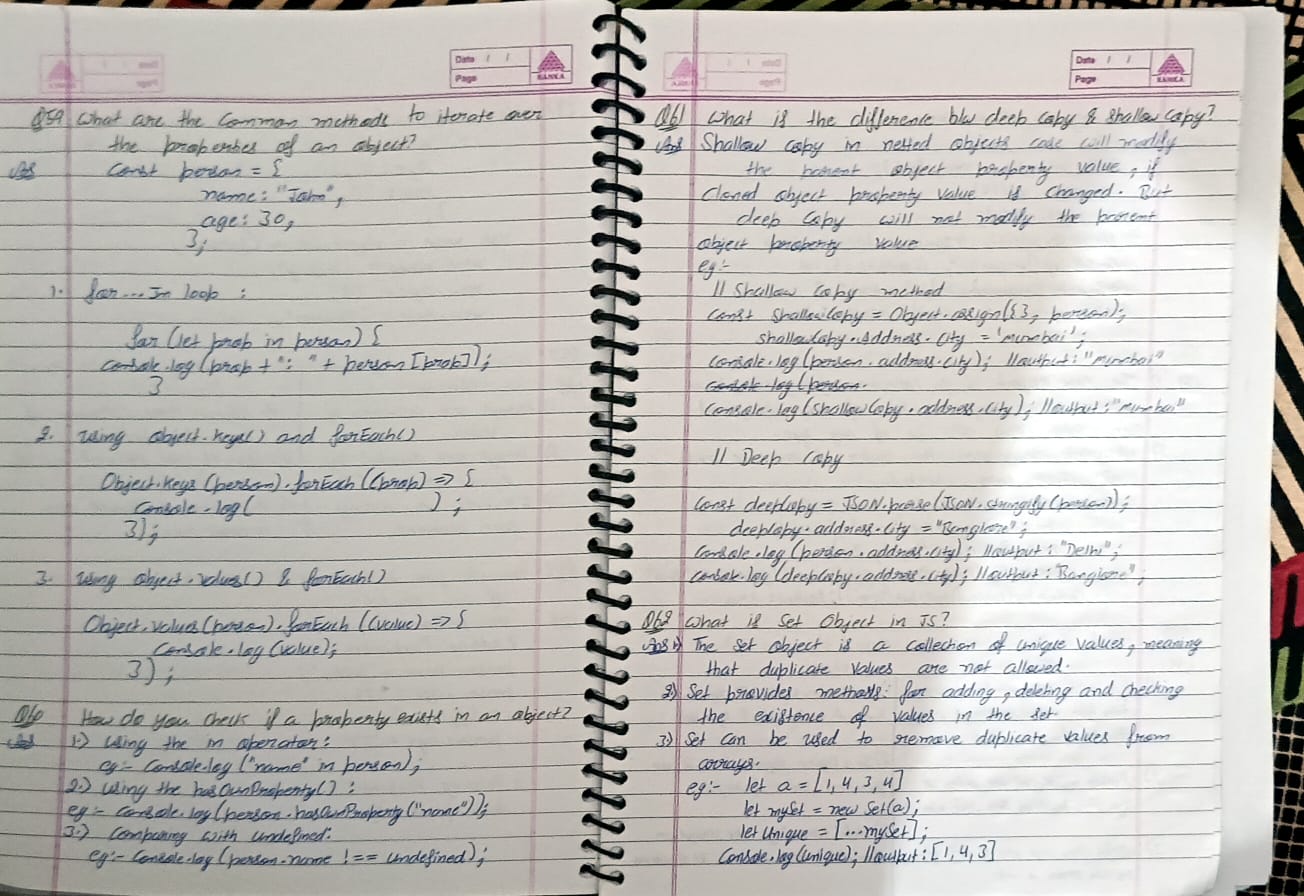 Date / /
Page
KANKA
Q59 What are the common methods to iterate over
the properties of an object?
Ans const person = {
name: "John",
age: 30,
};
1. for ... In loop :
for (let prop in person) {
console.log(prop + ": " + person [prop]);
}
2. using object.keys() and forEach()
Object.keys (person).forEach ((prop) => {
console.log( );
});
3. using object.values() & forEach()
Object.values(person).forEach ((value) => {
console.log (value);
});
Q60 How do you check if a property exists in an object?
Ans 1.) using the in operator:
eg:- console.log ("name" in person);
2.) using the hasOwnProperty() :
eg:- console.log (person.hasOwnProperty("name"));
3.) Comparing with undefined:
eg:- console.log (person.name !== undefined);
Date / /
Page
KANKA
Q61 What is the difference b/w deep copy & shallow copy?
Ans Shallow copy in nested objects case will modify
the parent object property value, if
cloned object property value is changed. But
deep copy will not modify the parent
object property value
eg:-
// Shallow copy method
const shallowCopy = Object.assign({}, person);
shallowCopy.Address.city = 'mumbai';
console.log (person.address.city); //output: "mumbai"
console.log (person.
console.log (shallowCopy.address.city); //output: "mumbai"
// Deep copy
const deepCopy = JSON.parse(JSON.stringify(person));
deepCopy.address.city = "Banglore";
console.log (person.address.city); //output: "Delhi";
console.log (deepCopy.address.city); //output: "Banglore";
Q62 What is Set Object in JS?
Ans 1) The set object is a collection of unique values, meaning
that duplicate values are not allowed.
2) Set provides methods for adding, deleting and checking
the existence of values in the set.
3) Set can be used to remove duplicate values from
arrays.
eg:- let a = [1, 4, 3, 4]
let mySet = new Set(a);
let unique = [...mySet];
console.log (unique); //output: [1, 4, 3]